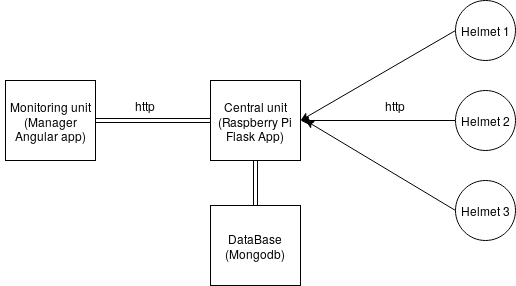 Monitoring unit
(Manager
Angular app)
http
Central unit
(Raspberry Pi
Flask App)
http
Helmet 1
Helmet 2
Helmet 3
DataBase
(Mongodb)